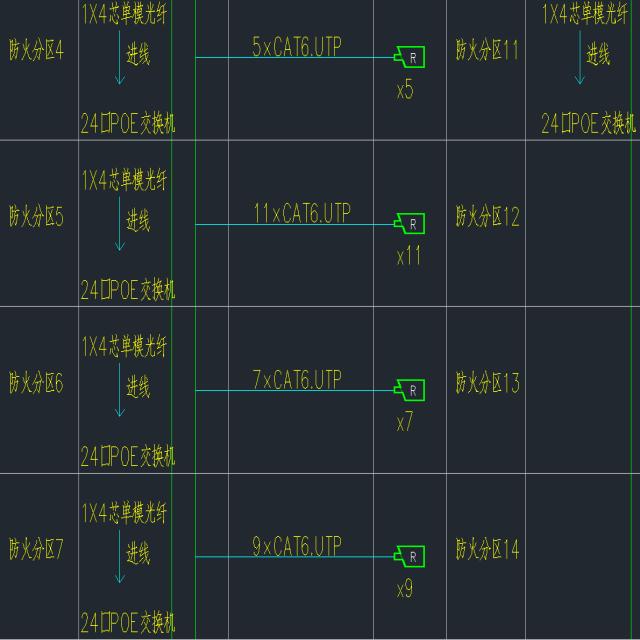 1X4芯单模光纤
防火分区4
进线
24口POE交换机
5xCAT6.UTP
R
x5
防火分区11
1X4芯单模光纤
进线
24口POE交换机
1X4芯单模光纤
防火分区5
进线
24口POE交换机
11xCAT6.UTP
R
x11
防火分区12
1X4芯单模光纤
防火分区6
进线
24口POE交换机
7xCAT6.UTP
R
x7
防火分区13
1X4芯单模光纤
防火分区7
进线
24口POE交换机
9xCAT6.UTP
R
x9
防火分区14